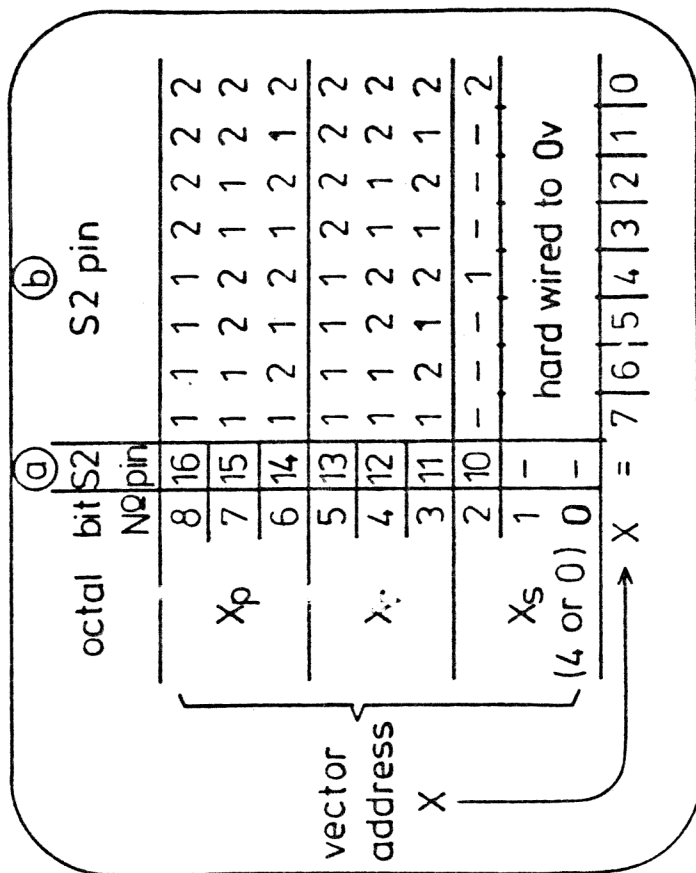 ⓐ ⓑ
octal bit S2 S2 pin
Nº pin
8 16 1 1 1 1 2 2 2 2
Xp 7 15 1 1 2 2 1 1 2 2
6 14 1 2 1 2 1 2 1 2
5 13 1 1 1 1 2 2 2 2
4 12 1 1 2 2 1 1 2 2
3 11 1 2 1 2 1 2 1 2
2 10 – – – 1 – – – 2
Xs 1 – hard wired to 0v
(4 or 0) 0 –
X = 7 6 5 4 3 2 1 0
vector
address
X